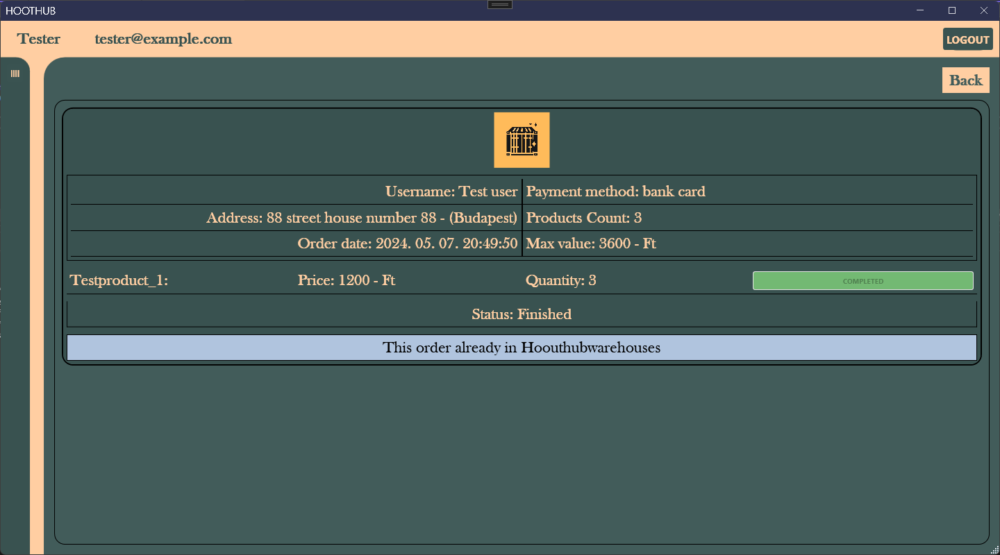 HOOTHUB
Tester tester@example.com LOGOUT
Back
Username: Test user Payment method: bank card
Address: 88 street house number 88 - (Budapest) Products Count: 3
Order date: 2024. 05. 07. 20:49:50 Max value: 3600 - Ft
Testproduct_1: Price: 1200 - Ft Quantity: 3 COMPLETED
Status: Finished
This order already in Hoouthubwarehouses